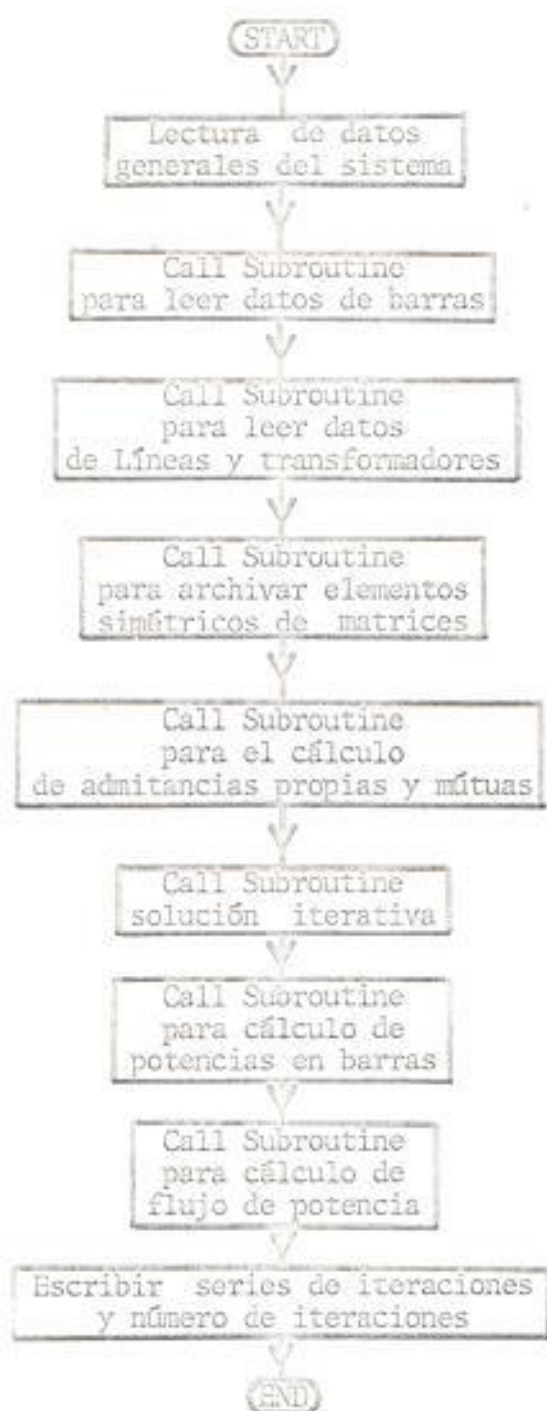 START
Lectura de datos
generales del sistema
Call Subroutine
para leer datos de barras
Call Subroutine
para leer datos
de Líneas y transformadores
Call Subroutine
para archivar elementos
simétricos de matrices
Call Subroutine
para el cálculo
de admitancias propias y mútuas
Call Subroutine
solución iterativa
Call Subroutine
para cálculo de
potencias en barras
Call Subroutine
para cálculo de
flujo de potencia
Escribir series de iteraciones
y número de iteraciones
END